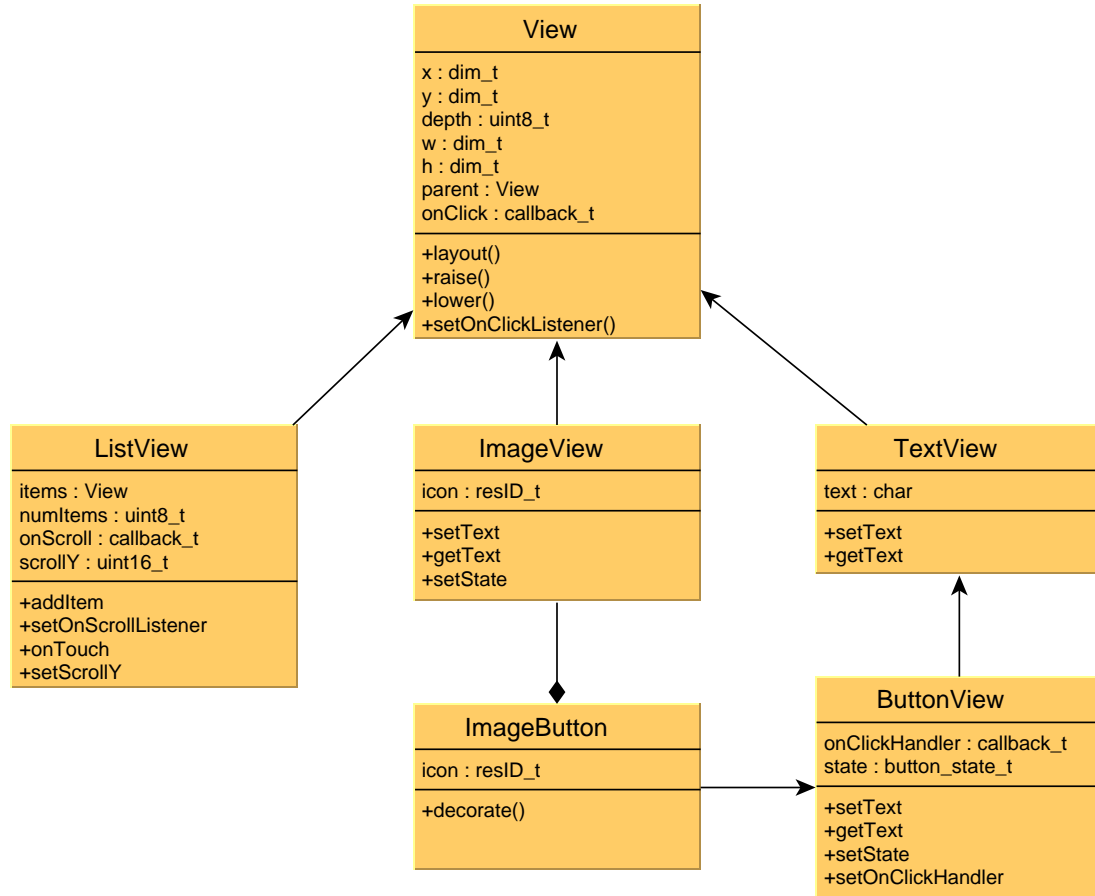 View
x : dim_t
y : dim_t
depth : uint8_t
w : dim_t
h : dim_t
parent : View
onClick : callback_t
+layout()
+raise()
+lower()
+setOnClickListener()
ListView
items : View
numItems : uint8_t
onScroll : callback_t
scrollY : uint16_t
+addItem
+setOnScrollListener
+onTouch
+setScrollY
ImageView
icon : resID_t
+setText
+getText
+setState
TextView
text : char
+setText
+getText
ImageButton
icon : resID_t
+decorate()
ButtonView
onClickHandler : callback_t
state : button_state_t
+setText
+getText
+setState
+setOnClickHandler